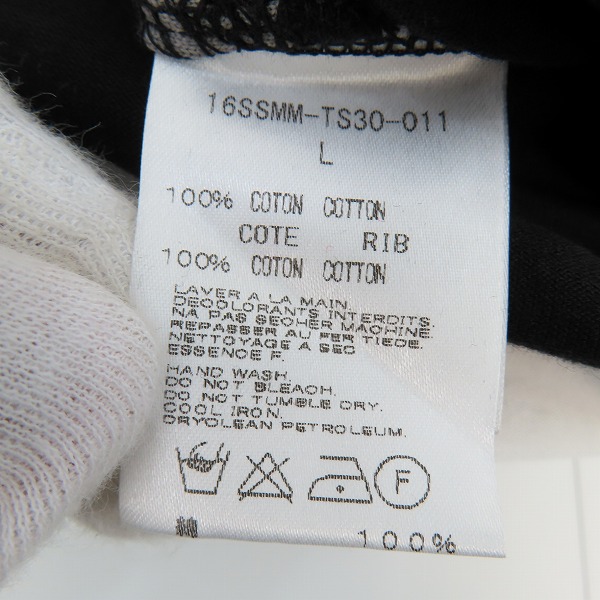 16SSMM-TS30-011
L
100% COTON COTTON
COTE RIB
100% COTON COTTON
LAVER A LA MAIN.
DECOLORANTS INTERDITS.
NA PAS SECHER MACHINE.
REPASSER AU FER TIEDE.
NETTOYAGE A SEC
ESSENCE F.
HAND WASH.
DO NOT BLEACH.
DO NOT TUMBLE DRY.
COOL IRON.
DRYCLEAN PETROLEUM.
F
100%